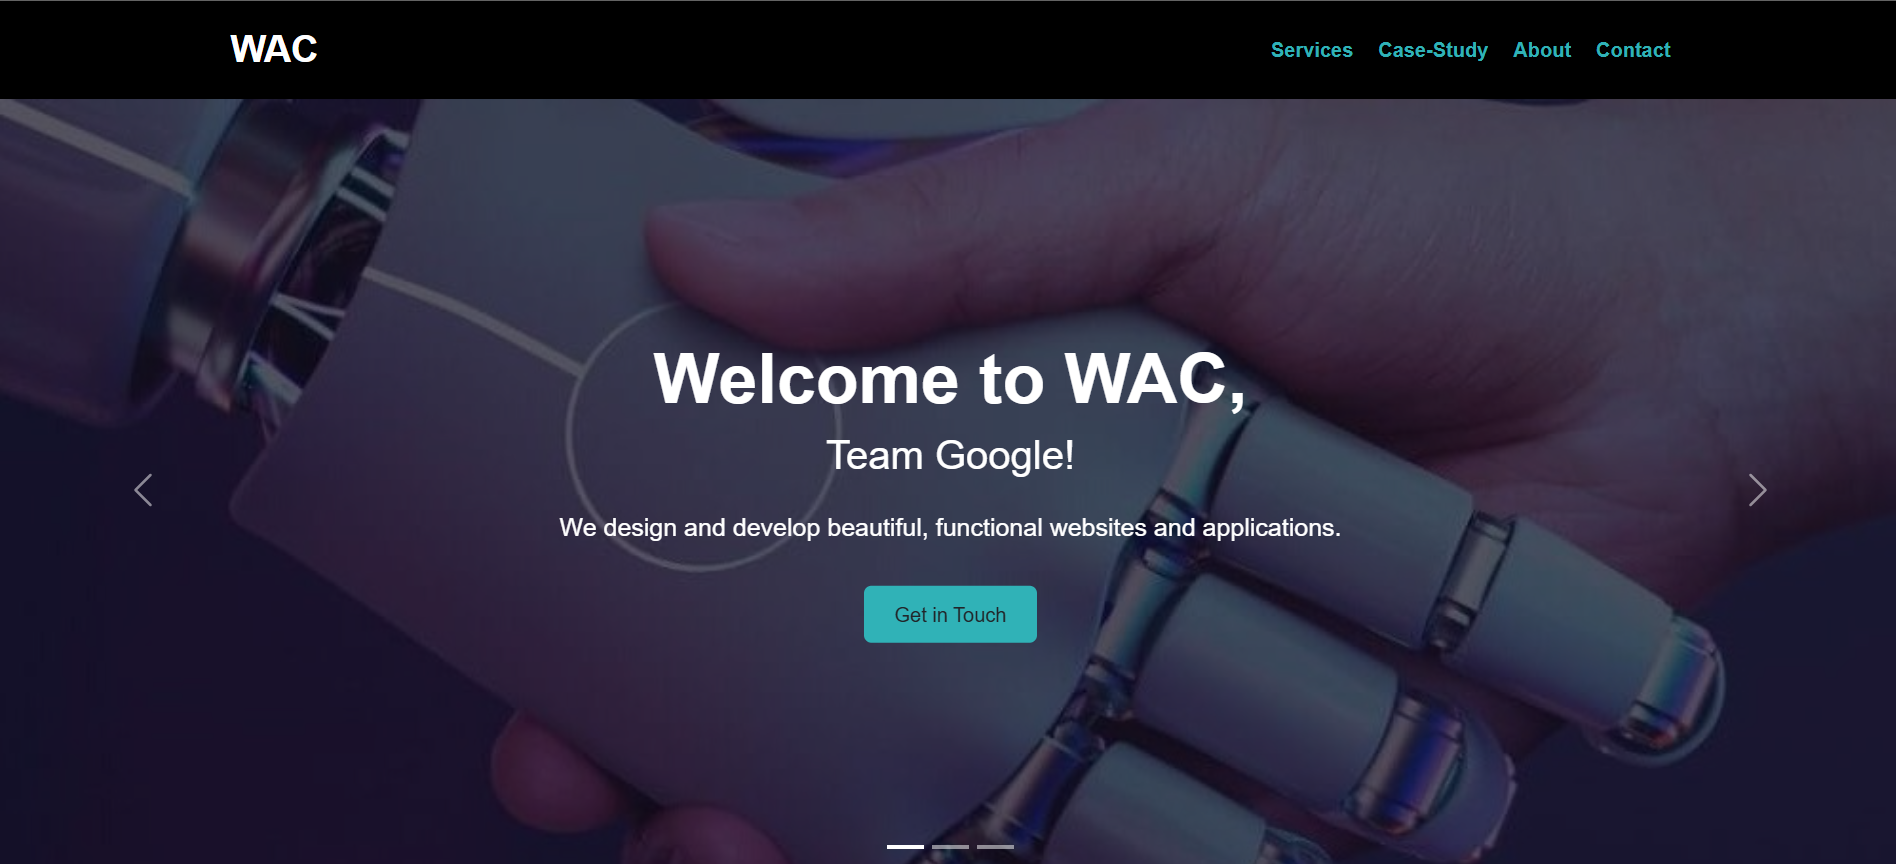 WAC
Services Case-Study About Contact
Welcome to WAC,
Team Google!
We design and develop beautiful, functional websites and applications.
Get in Touch